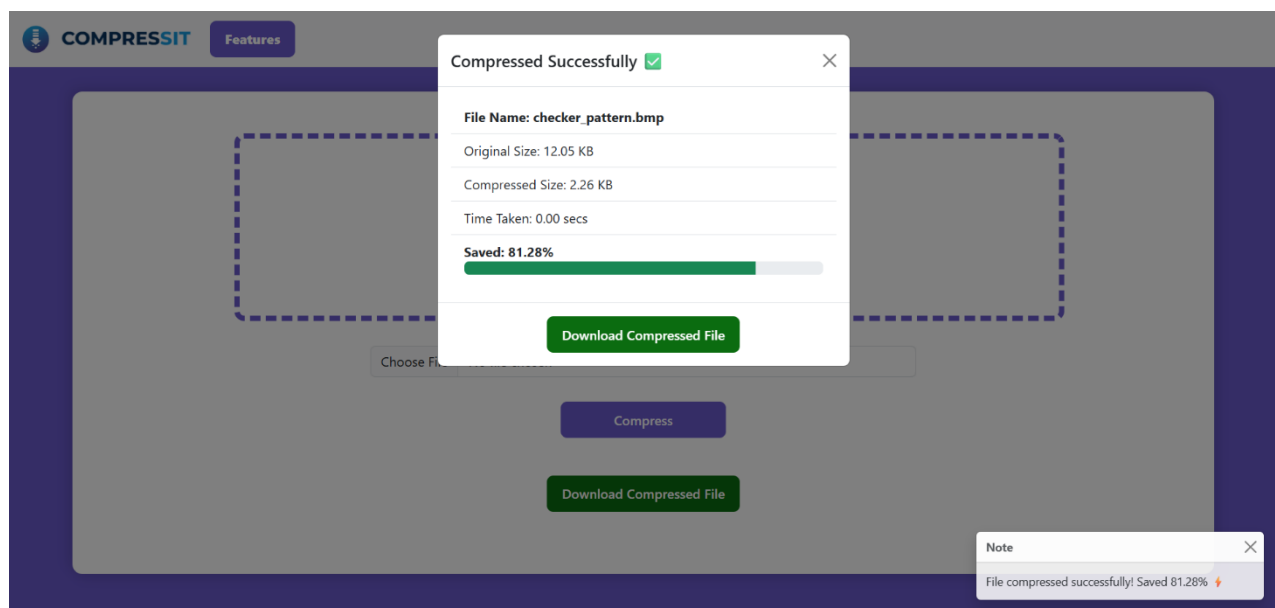 COMPRESSIT Features
Compressed Successfully ✅
File Name: checker_pattern.bmp
Original Size: 12.05 KB
Compressed Size: 2.26 KB
Time Taken: 0.00 secs
Saved: 81.28%
Download Compressed File
Choose
Compress
Download Compressed File
Note
File compressed successfully! Saved 81.28% ⚡